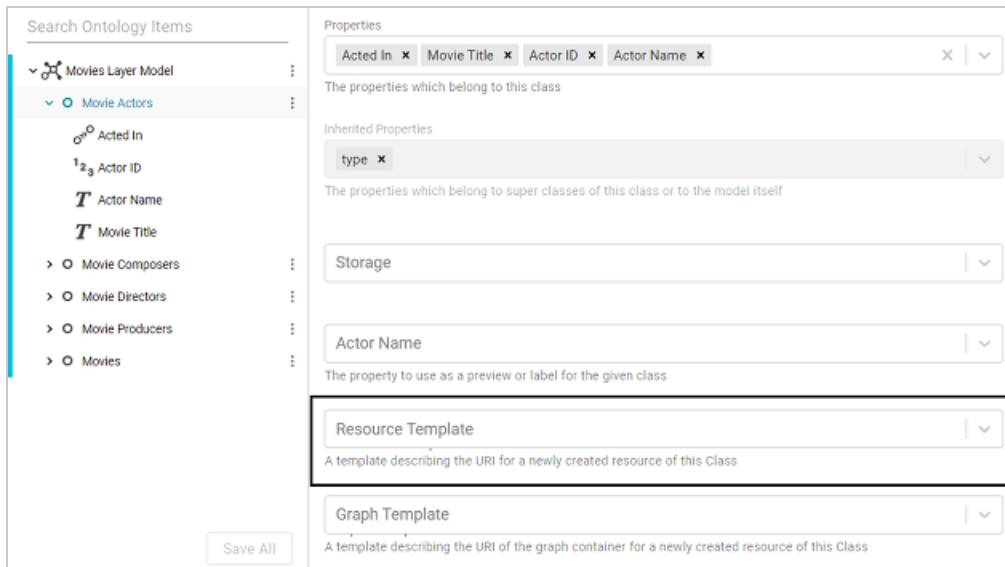 Search Ontology Items
Movies Layer Model
Movie Actors
Acted In
123 Actor ID
T Actor Name
T Movie Title
Movie Composers
Movie Directors
Movie Producers
Movies
Save All
Properties
Acted In × Movie Title × Actor ID × Actor Name ×
The properties which belong to this class
Inherited Properties
type ×
The properties which belong to super classes of this class or to the model itself
Storage
Actor Name
The property to use as a preview or label for the given class
Resource Template
A template describing the URI for a newly created resource of this Class
Graph Template
A template describing the URI of the graph container for a newly created resource of this Class